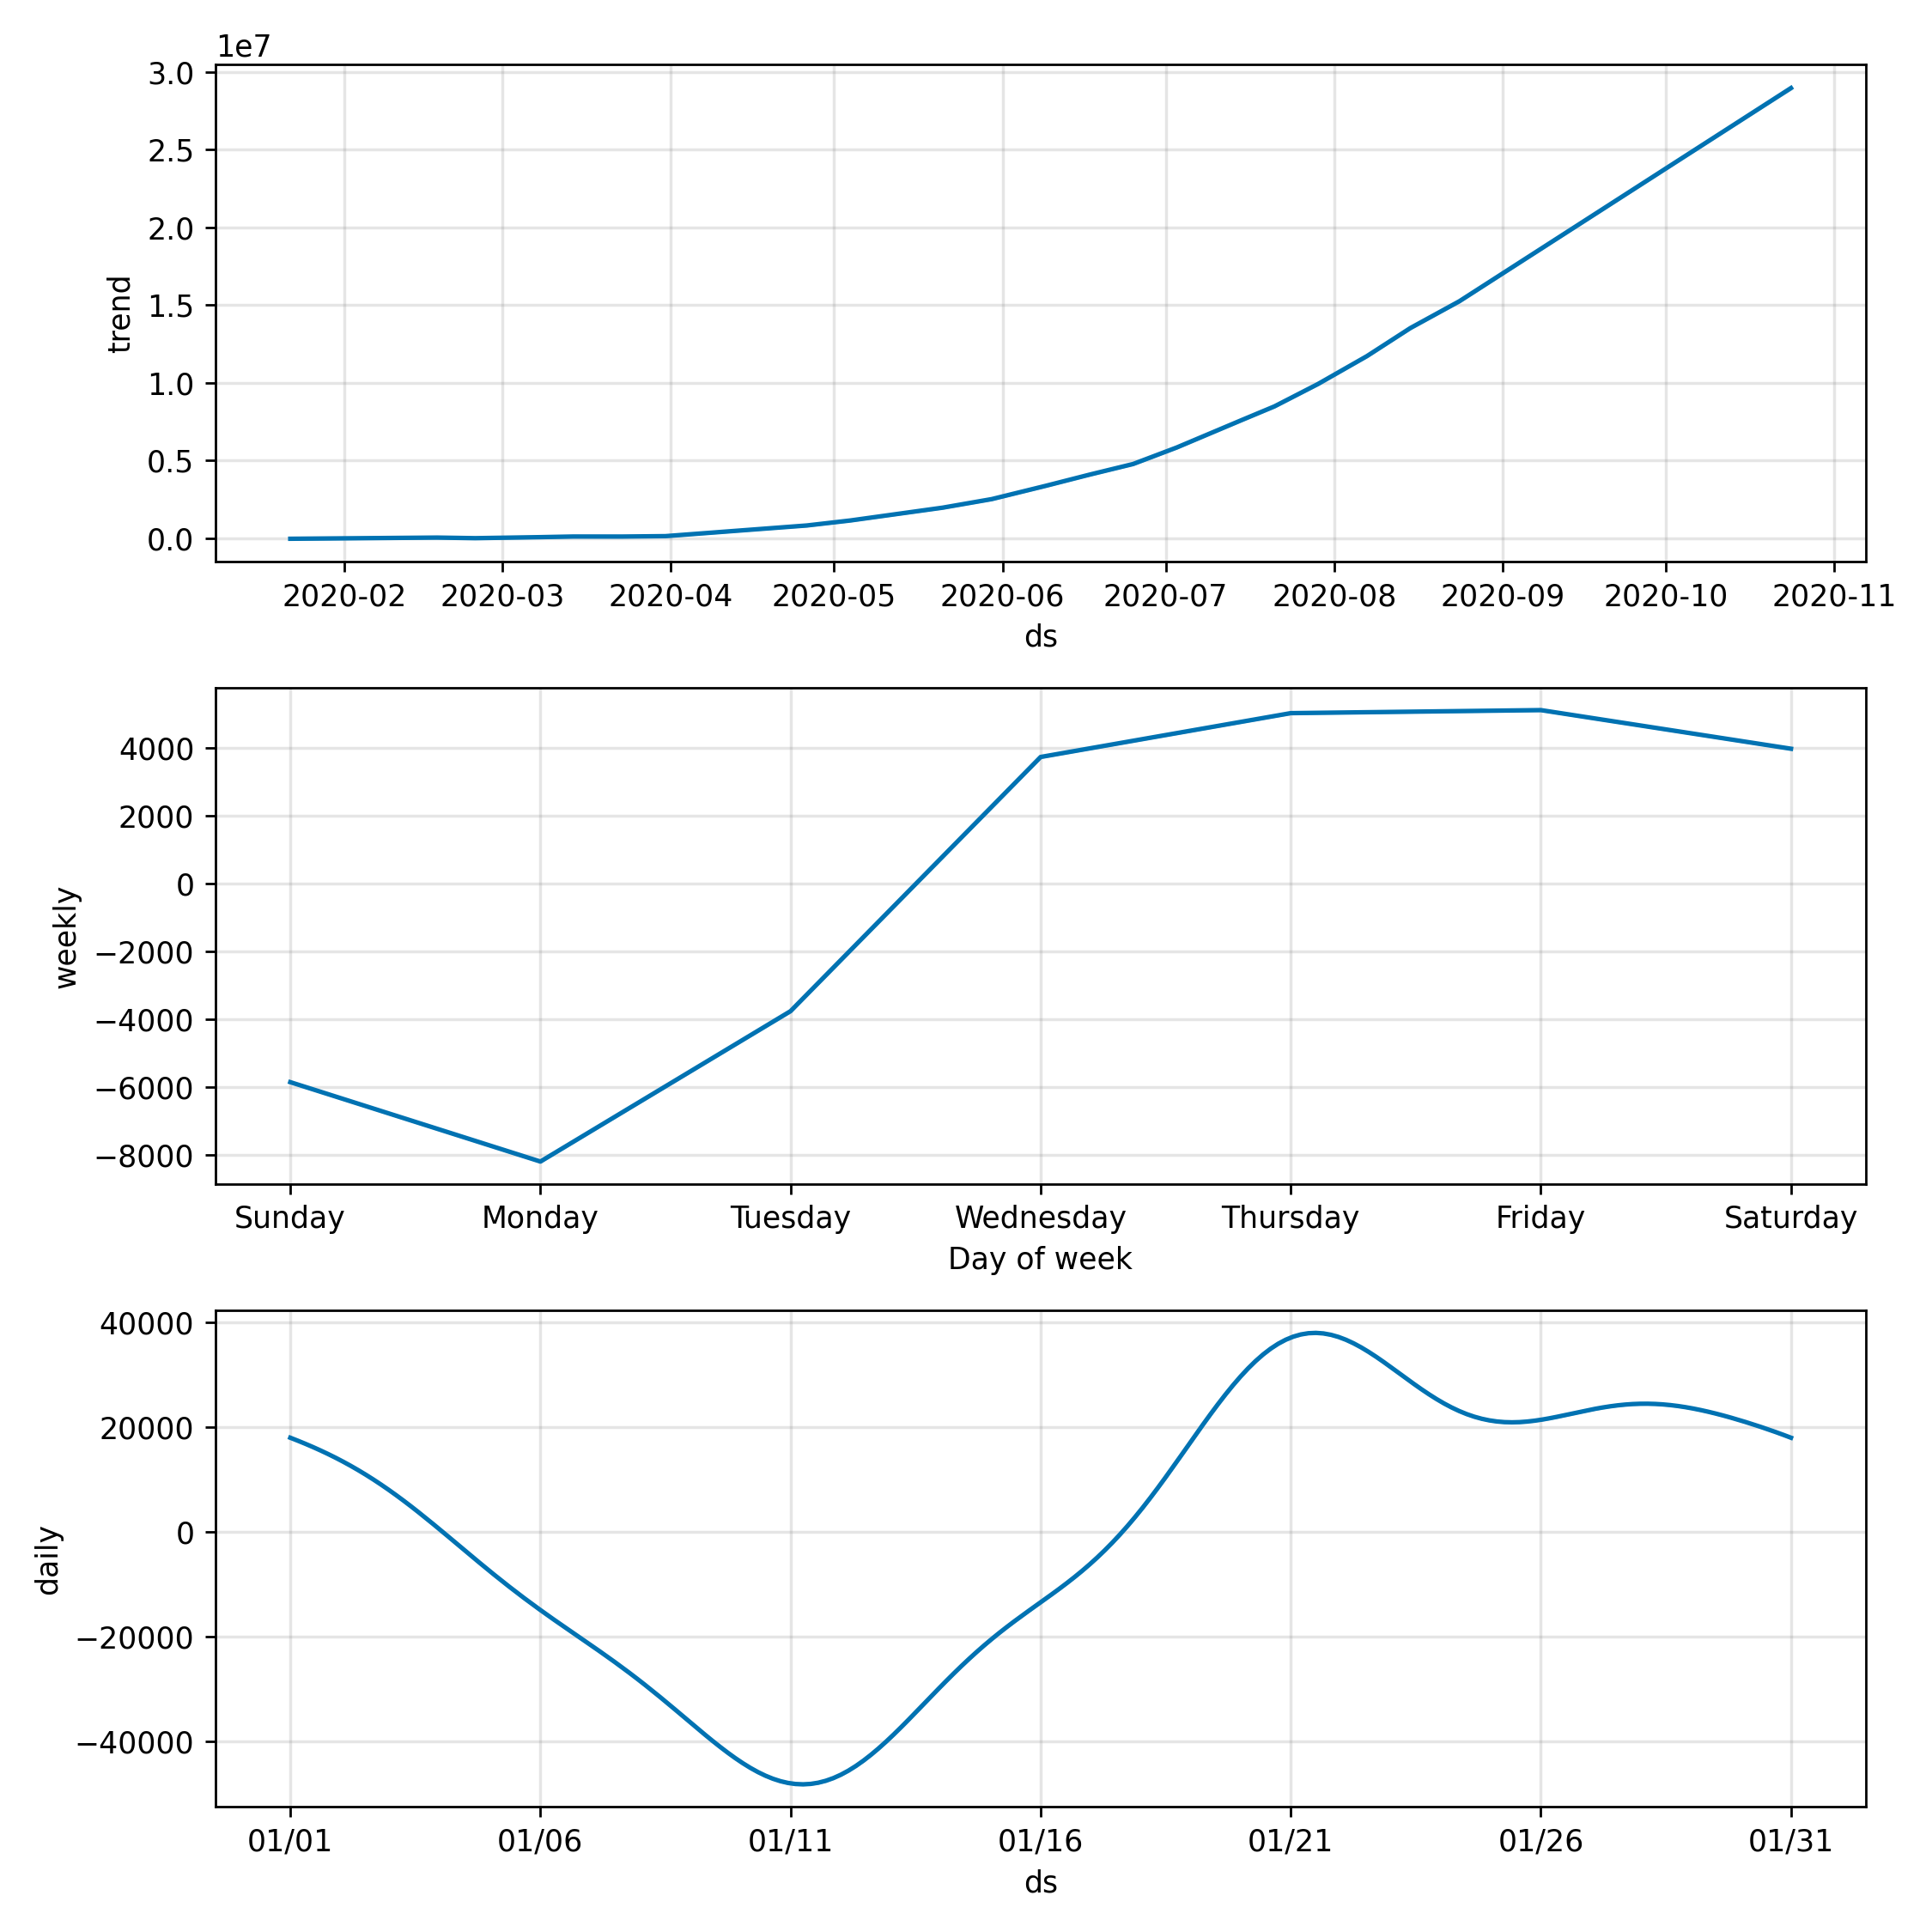 1e7
3.0
2.5
2.0
1.5
1.0
0.5
0.0
trend
2020-02 2020-03 2020-04 2020-05 2020-06 2020-07 2020-08 2020-09 2020-10 2020-11
ds
4000
2000
0
−2000
−4000
−6000
−8000
weekly
Sunday Monday Tuesday Wednesday Thursday Friday Saturday
Day of week
40000
20000
0
−20000
−40000
daily
01/01 01/06 01/11 01/16 01/21 01/26 01/31
ds